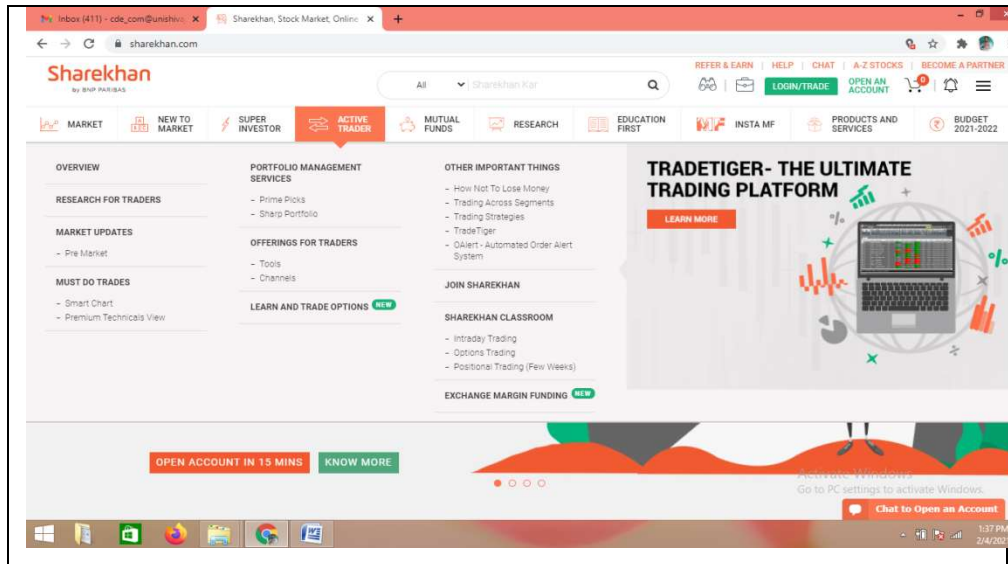 Inbox (411) - cde_com@unishiva
Sharekhan, Stock Market, Online
sharekhan.com
REFER & EARN | HELP | CHAT | A-Z STOCKS | BECOME A PARTNER
Sharekhan
by BNP PARIBAS
All
Sharekhan Kar
LOGIN/TRADE
OPEN AN
ACCOUNT
0
MARKET
NEW TO
MARKET
SUPER
INVESTOR
ACTIVE
TRADER
MUTUAL
FUNDS
RESEARCH
EDUCATION
FIRST
INSTA MF
PRODUCTS AND
SERVICES
BUDGET
2021-2022
OVERVIEW
RESEARCH FOR TRADERS
MARKET UPDATES
- Pre Market
MUST DO TRADES
- Smart Chart
- Premium Technicals View
PORTFOLIO MANAGEMENT
SERVICES
- Prime Picks
- Sharp Portfolio
OFFERINGS FOR TRADERS
- Tools
- Channels
LEARN AND TRADE OPTIONS NEW
OTHER IMPORTANT THINGS
- How Not To Lose Money
- Trading Across Segments
- Trading Strategies
- TradeTiger
- OAlert - Automated Order Alert
System
JOIN SHAREKHAN
SHAREKHAN CLASSROOM
- Intraday Trading
- Options Trading
- Positional Trading (Few Weeks)
EXCHANGE MARGIN FUNDING NEW
TRADETIGER- THE ULTIMATE
TRADING PLATFORM
LEARN MORE
OPEN ACCOUNT IN 15 MINS
KNOW MORE
Activate Windows
Go to PC settings to activate Windows.
Chat to Open an Account
1:37 PM
2/4/202